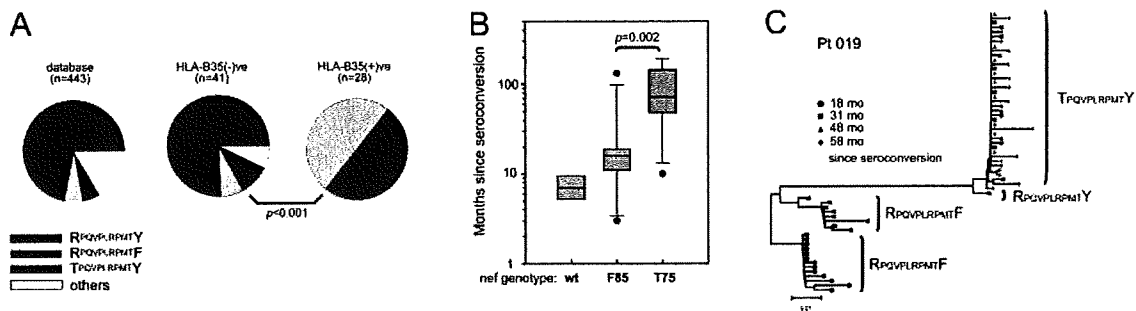 A
database
(n=443)
HLA-B35(-)ve
(n=41)
HLA-B35(+)ve
(n=28)
p<0.001
RPQVPLRPMTY
RPQVPLRPMTF
TPQVPLRPMTY
others
B
Months since seroconversion
100
10
1
p=0.002
nef genotype: wt F85 T75
C
Pt 019
18 mo
31 mo
48 mo
58 mo
since seroconversion
TPQVPLRPMTY
RPQVPLRPMTY
RPQVPLRPMTF
RPQVPLRPMTF